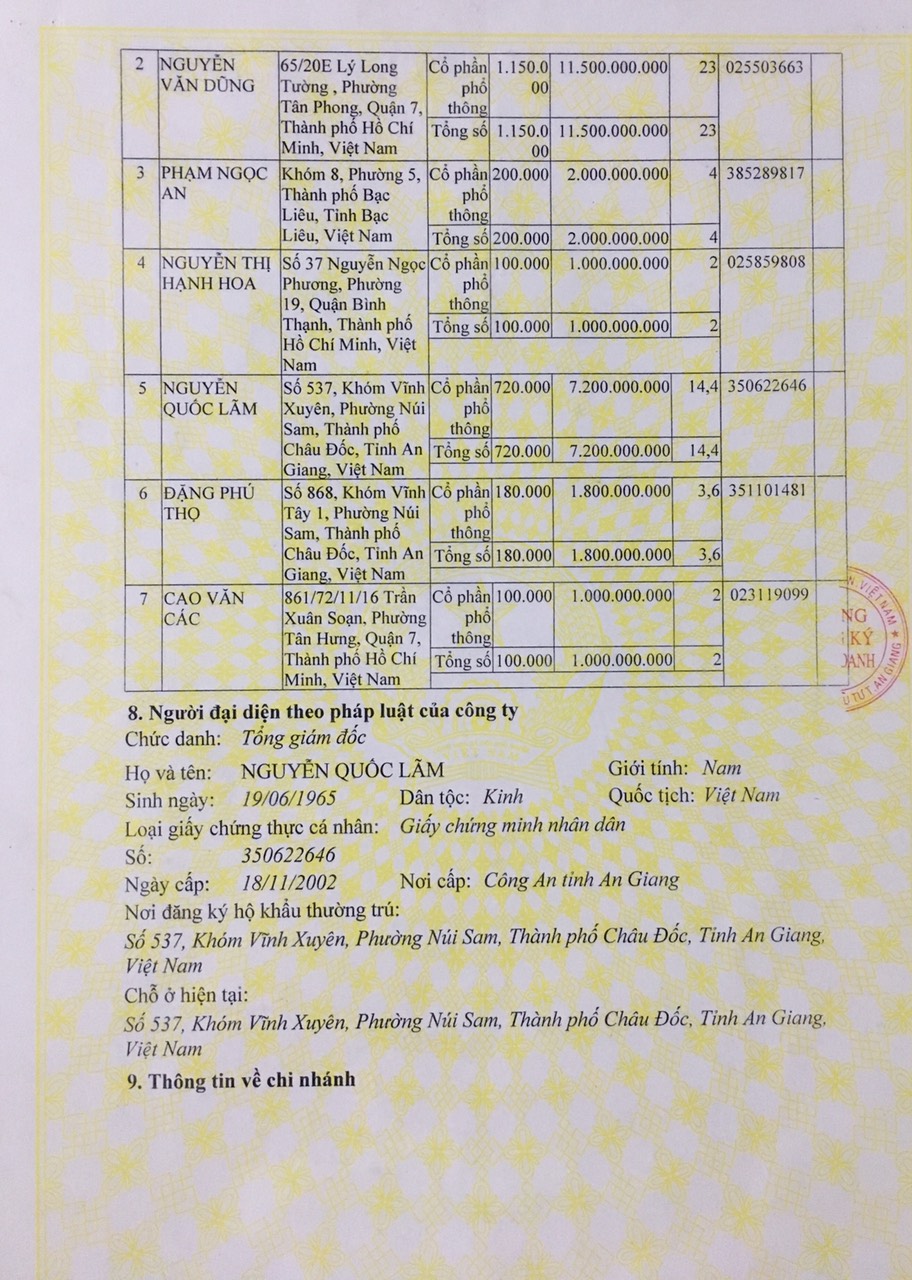 2 NGUYỄN 65/20E Lý Long Cổ phần 1.150.0 11.500.000.000 23 025503663
VĂN DŨNG Tường , Phường phổ 00
Tân Phong, Quận 7, thông
Thành phố Hồ Chí Tổng số 1.150.0 11.500.000.000 23
Minh, Việt Nam 00
3 PHẠM NGỌC Khóm 8, Phường 5, Cổ phần 200.000 2.000.000.000 4 385289817
AN Thành phố Bạc phổ
Liêu, Tỉnh Bạc thông
Liêu, Việt Nam Tổng số 200.000 2.000.000.000 4
4 NGUYỄN THỊ Số 37 Nguyễn Ngọc Cổ phần 100.000 1.000.000.000 2 025859808
HẠNH HOA Phương, Phường phổ
19, Quận Bình thông
Thạnh, Thành phố Tổng số 100.000 1.000.000.000 2
Hồ Chí Minh, Việt
Nam
5 NGUYỄN Số 537, Khóm Vĩnh Cổ phần 720.000 7.200.000.000 14,4 350622646
QUỐC LÃM Xuyên, Phường Núi phổ
Sam, Thành phố thông
Châu Đốc, Tỉnh An Tổng số 720.000 7.200.000.000 14,4
Giang, Việt Nam
6 ĐẶNG PHÚ Số 868, Khóm Vĩnh Cổ phần 180.000 1.800.000.000 3,6 351101481
THỌ Tây 1, Phường Núi phổ
Sam, Thành phố thông
Châu Đốc, Tỉnh An Tổng số 180.000 1.800.000.000 3,6
Giang, Việt Nam
7 CAO VĂN 861/72/11/16 Trần Cổ phần 100.000 1.000.000.000 2 023119099
CÁC Xuân Soạn, Phường phổ
Tân Hưng, Quận 7, thông
Thành phố Hồ Chí Tổng số 100.000 1.000.000.000 2
Minh, Việt Nam
VIỆT NAM
NG
KÝ
OANH
TƯ T.AN GIANG
8. Người đại diện theo pháp luật của công ty
Chức danh: Tổng giám đốc
Họ và tên: NGUYỄN QUỐC LÃM Giới tính: Nam
Sinh ngày: 19/06/1965 Dân tộc: Kinh Quốc tịch: Việt Nam
Loại giấy chứng thực cá nhân: Giấy chứng minh nhân dân
Số: 350622646
Ngày cấp: 18/11/2002 Nơi cấp: Công An tỉnh An Giang
Nơi đăng ký hộ khẩu thường trú:
Số 537, Khóm Vĩnh Xuyên, Phường Núi Sam, Thành phố Châu Đốc, Tỉnh An Giang,
Việt Nam
Chỗ ở hiện tại:
Số 537, Khóm Vĩnh Xuyên, Phường Núi Sam, Thành phố Châu Đốc, Tỉnh An Giang,
Việt Nam
9. Thông tin về chi nhánh